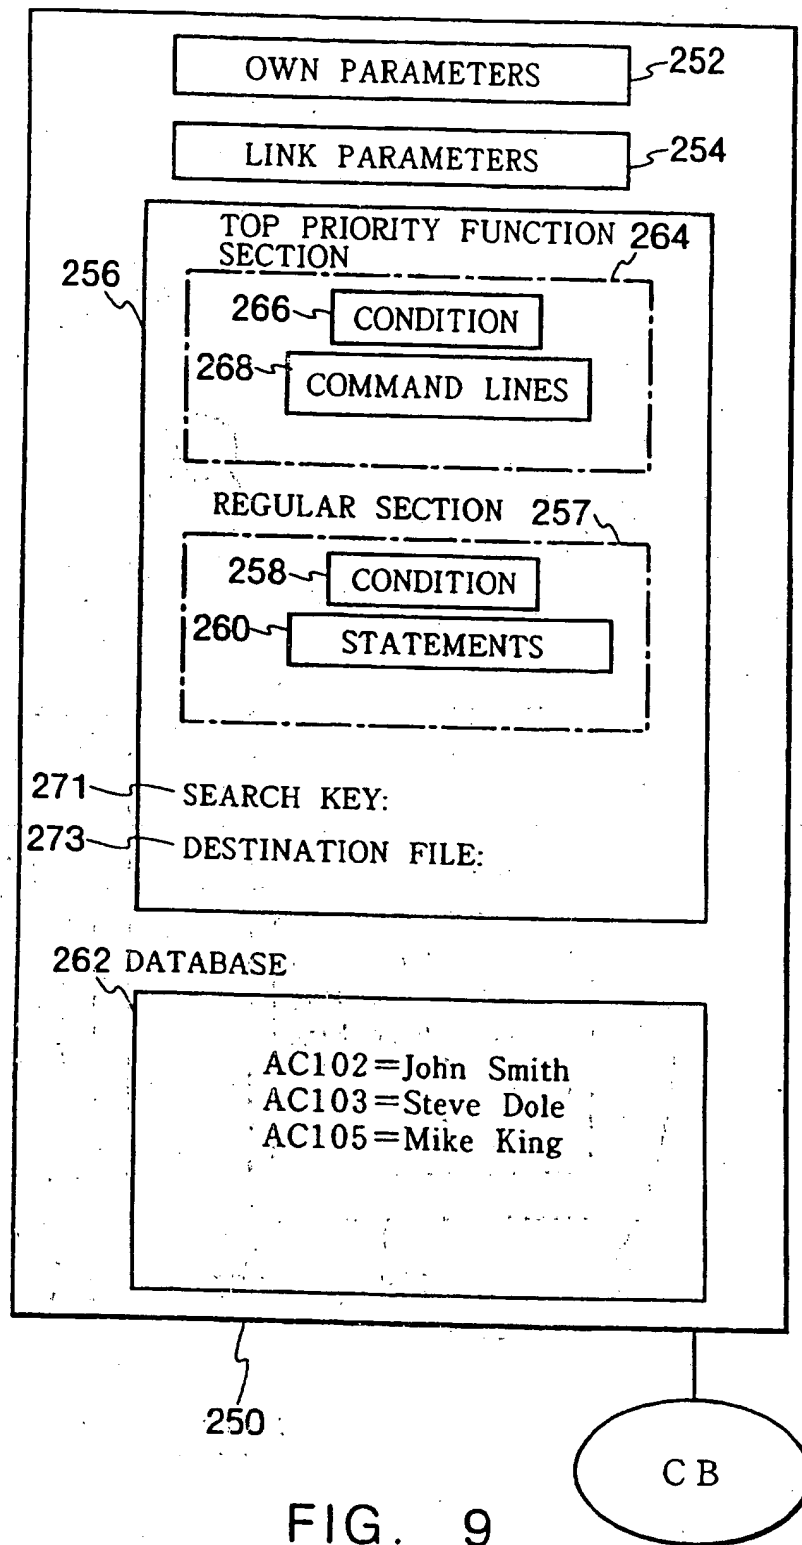 OWN PARAMETERS 252
LINK PARAMETERS 254
TOP PRIORITY FUNCTION 264
SECTION
256
266 CONDITION
268 COMMAND LINES
REGULAR SECTION 257
258 CONDITION
260 STATEMENTS
271 SEARCH KEY:
273 DESTINATION FILE:
262 DATABASE
AC102=John Smith
AC103=Steve Dole
AC105=Mike King
250
CB
FIG. 9